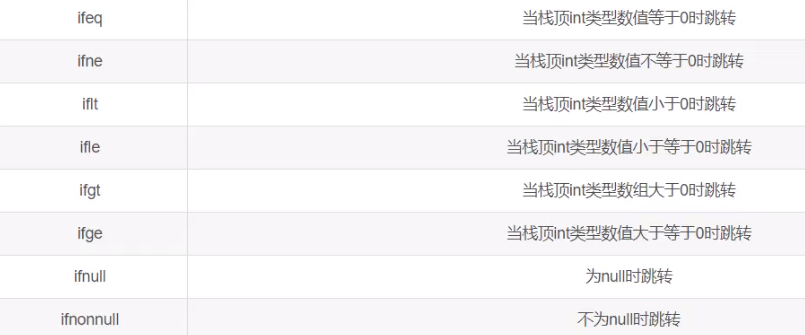 ifeq 当栈顶int类型数值等于0时跳转
ifne 当栈顶int类型数值不等于0时跳转
iflt 当栈顶int类型数值小于0时跳转
ifle 当栈顶int类型数值小于等于0时跳转
ifgt 当栈顶int类型数组大于0时跳转
ifge 当栈顶int类型数值大于等于0时跳转
ifnull 为null时跳转
ifnonnull 不为null时跳转